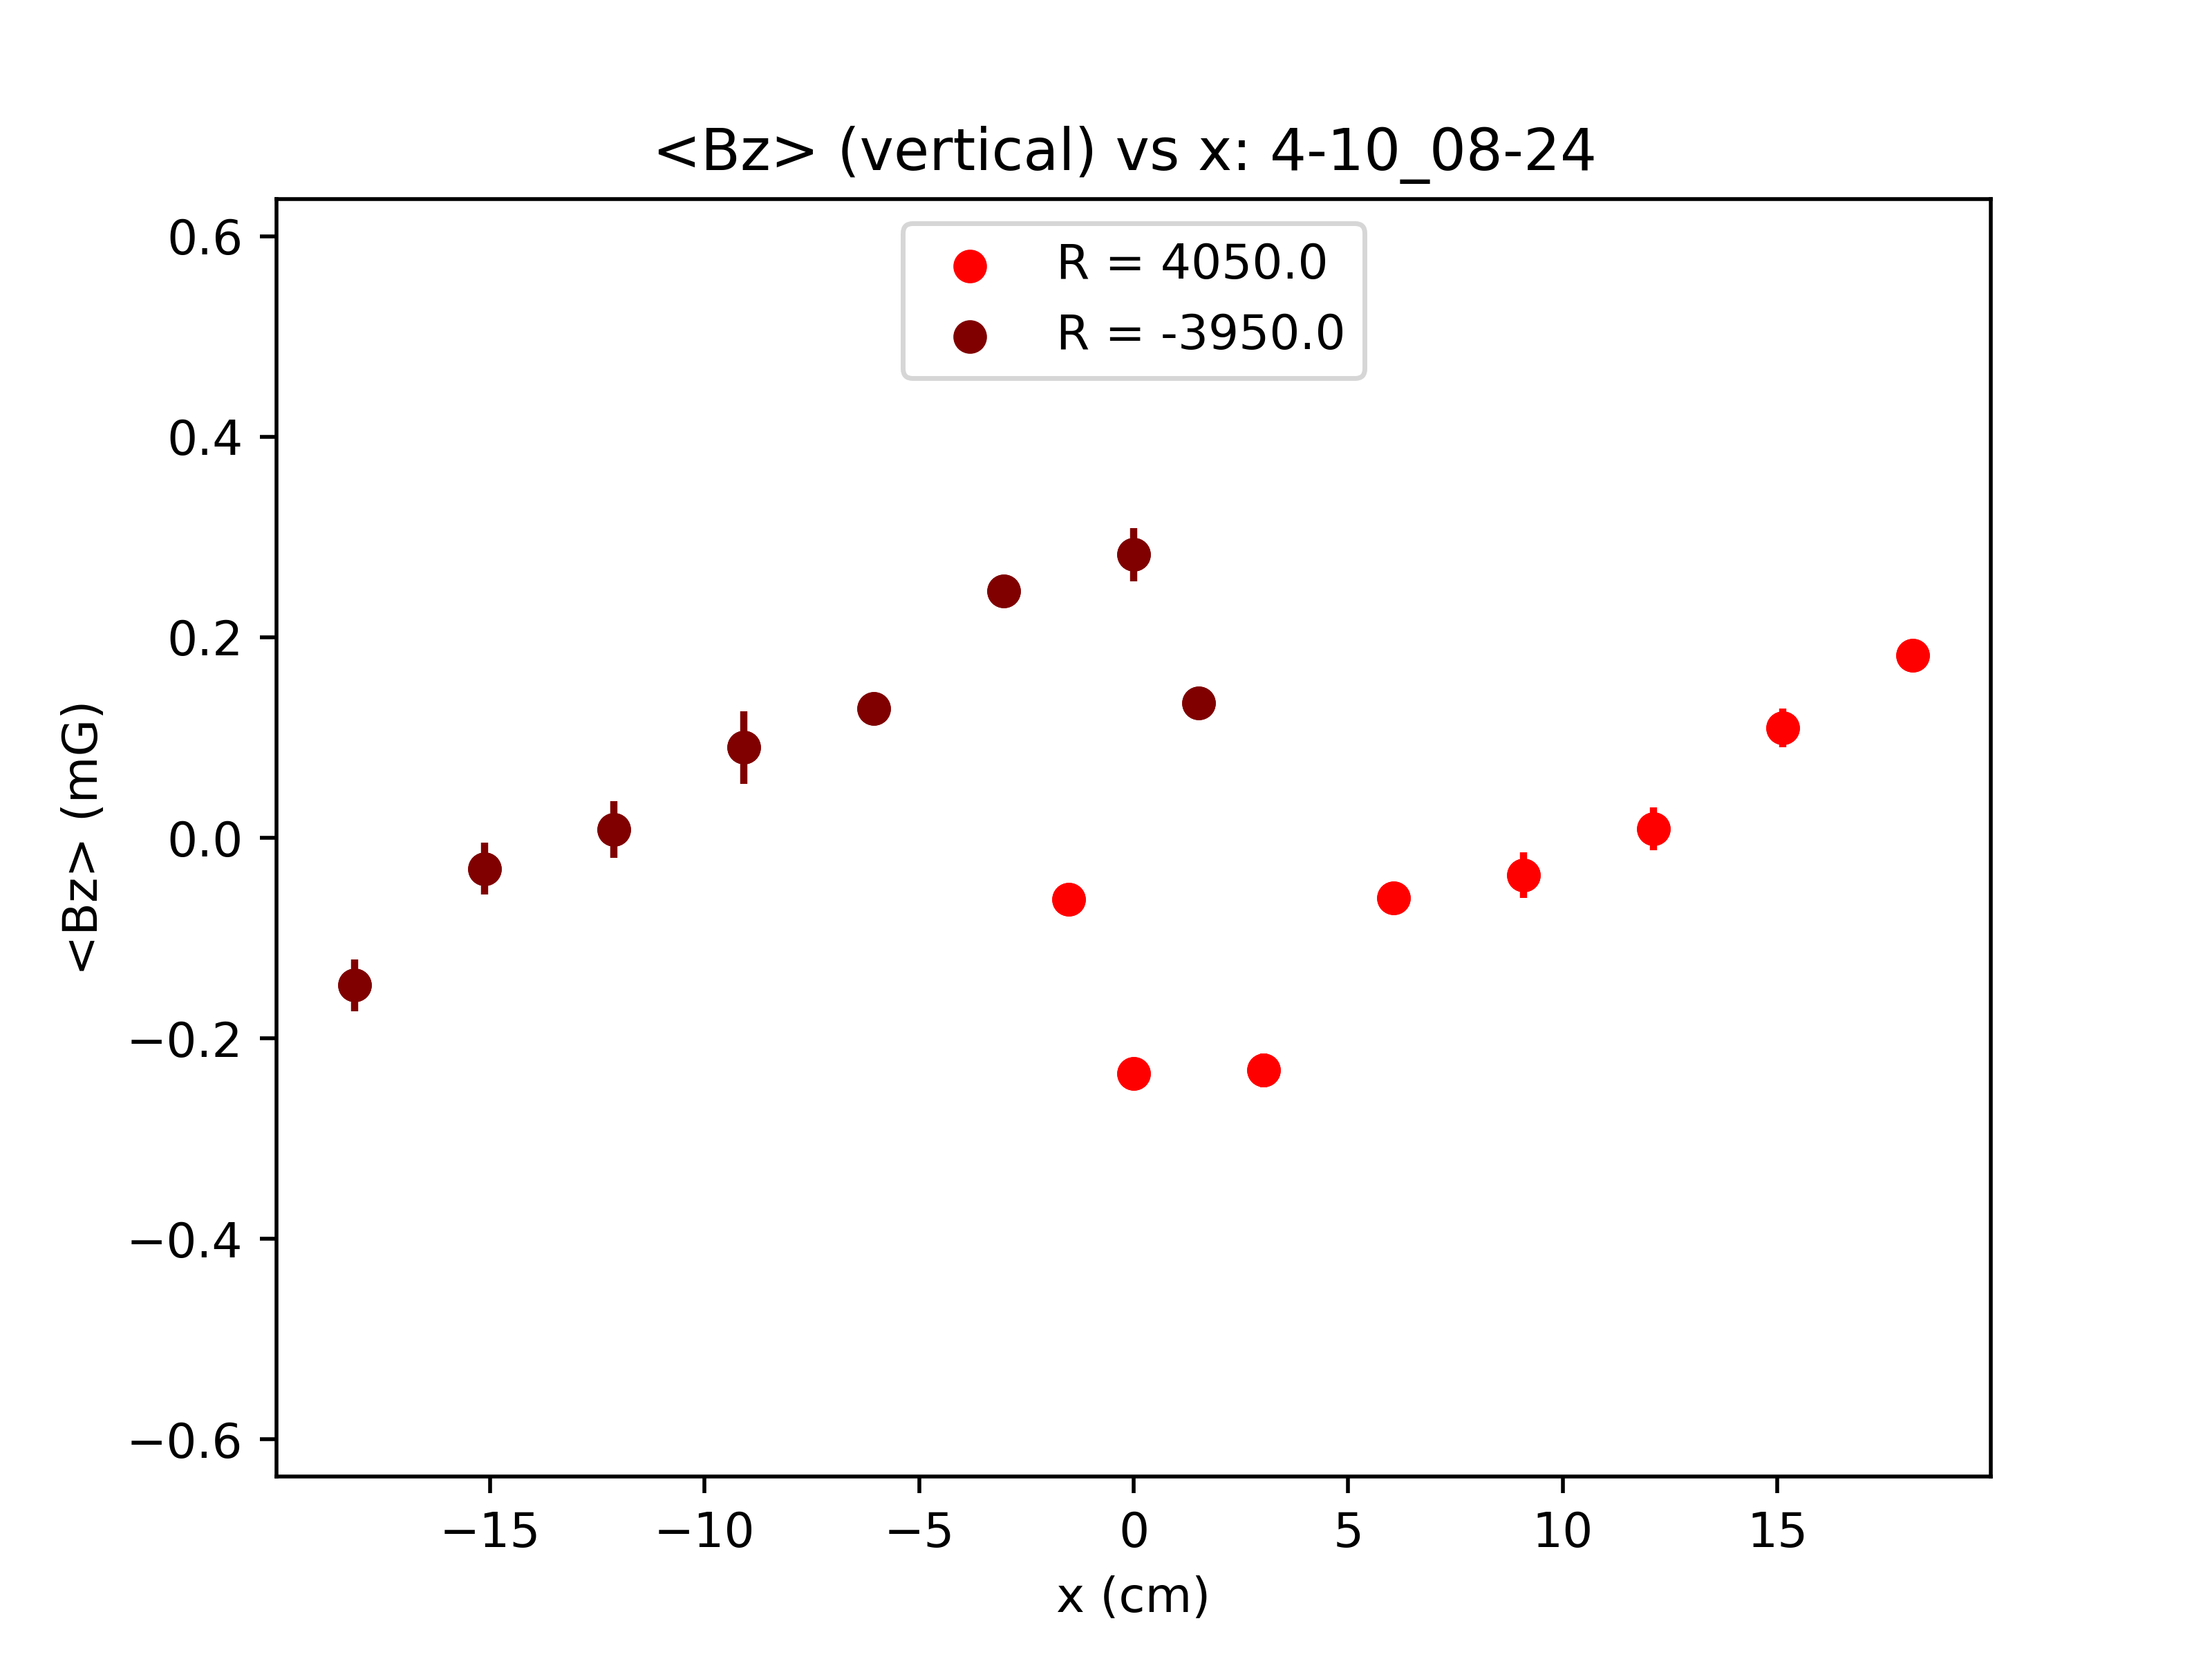 <Bz> (vertical) vs x: 4-10_08-24
R = 4050.0
R = -3950.0
0.6
0.4
0.2
0.0
−0.2
−0.4
−0.6
<Bz> (mG)
−15 −10 −5 0 5 10 15
x (cm)